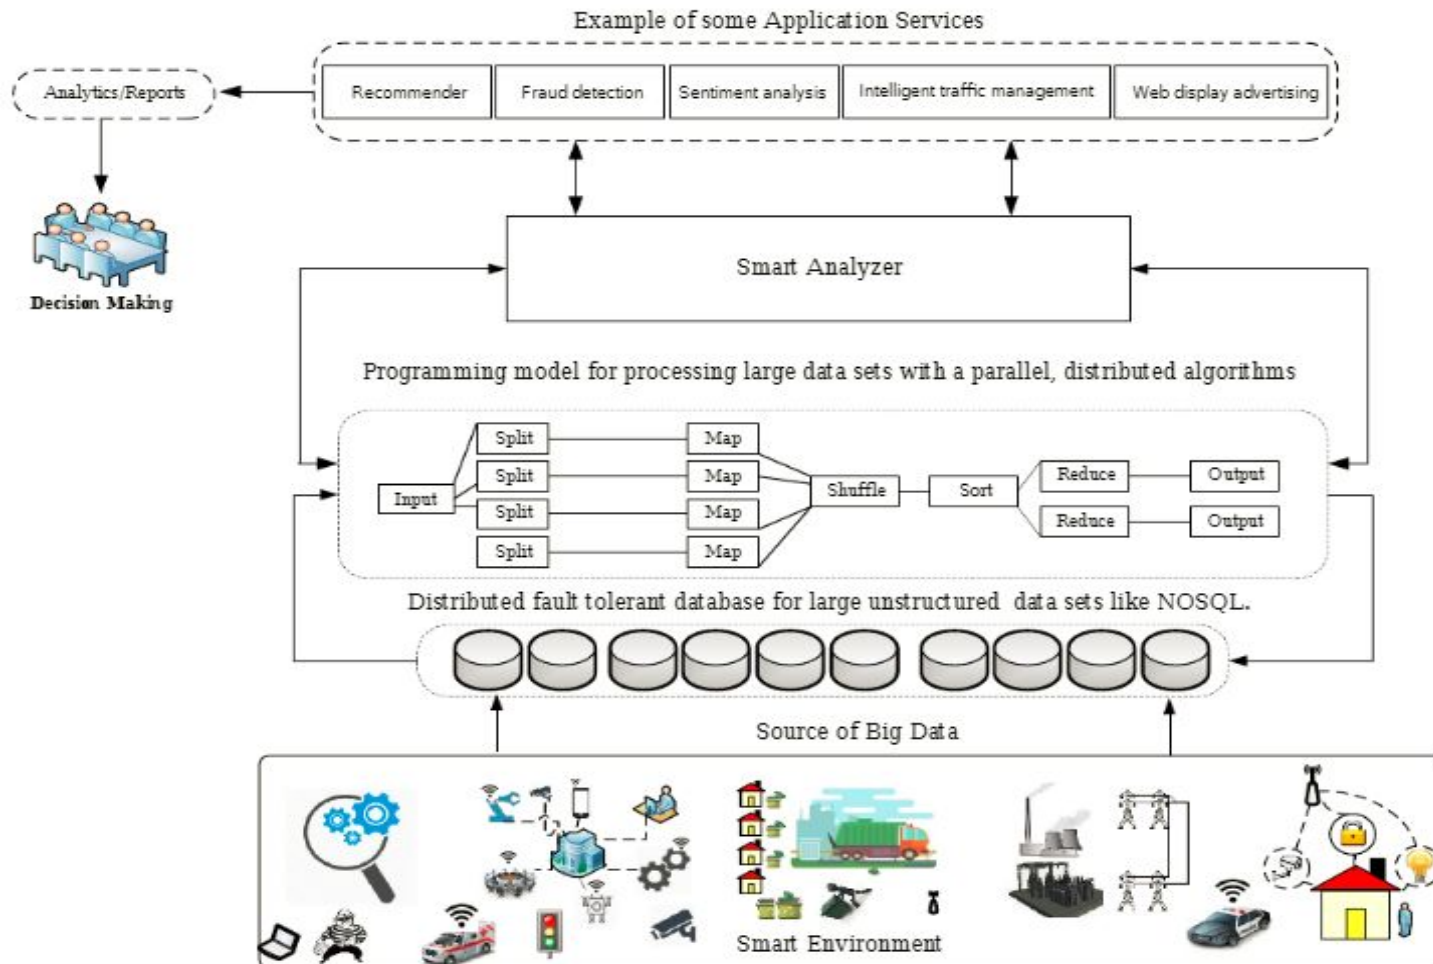 Example of some Application Services
Analytics/Reports
Recommender
Fraud detection
Sentiment analysis
Intelligent traffic management
Web display advertising
Decision Making
Smart Analyzer
Programming model for processing large data sets with a parallel, distributed algorithms
Input
Split
Split
Split
Split
Map
Map
Map
Map
Shuffle
Sort
Reduce
Output
Reduce
Output
Distributed fault tolerant database for large unstructured data sets like NOSQL.
Source of Big Data
Smart Environment